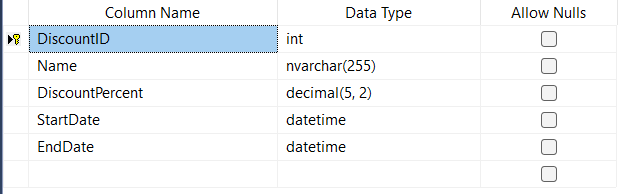 Column Name Data Type Allow Nulls
DiscountID int
Name nvarchar(255)
DiscountPercent decimal(5, 2)
StartDate datetime
EndDate datetime